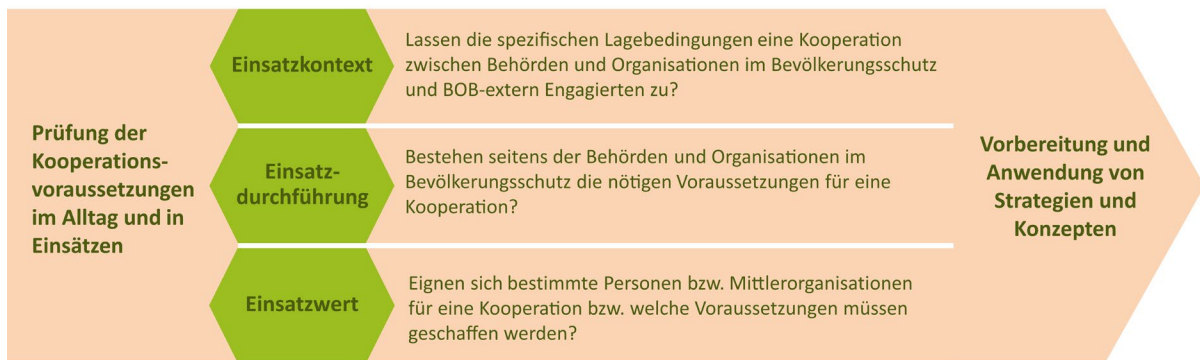 Prüfung der
Kooperations-
voraussetzungen
im Alltag und in
Einsätzen
Einsatzkontext
Lassen die spezifischen Lagebedingungen eine Kooperation
zwischen Behörden und Organisationen im Bevölkerungsschutz
und BOB-extern Engagierten zu?
Einsatz-
durchführung
Bestehen seitens der Behörden und Organisationen im
Bevölkerungsschutz die nötigen Voraussetzungen für eine
Kooperation?
Einsatzwert
Eignen sich bestimmte Personen bzw. Mittlerorganisationen
für eine Kooperation bzw. welche Voraussetzungen müssen
geschaffen werden?
Vorbereitung und
Anwendung von
Strategien und
Konzepten